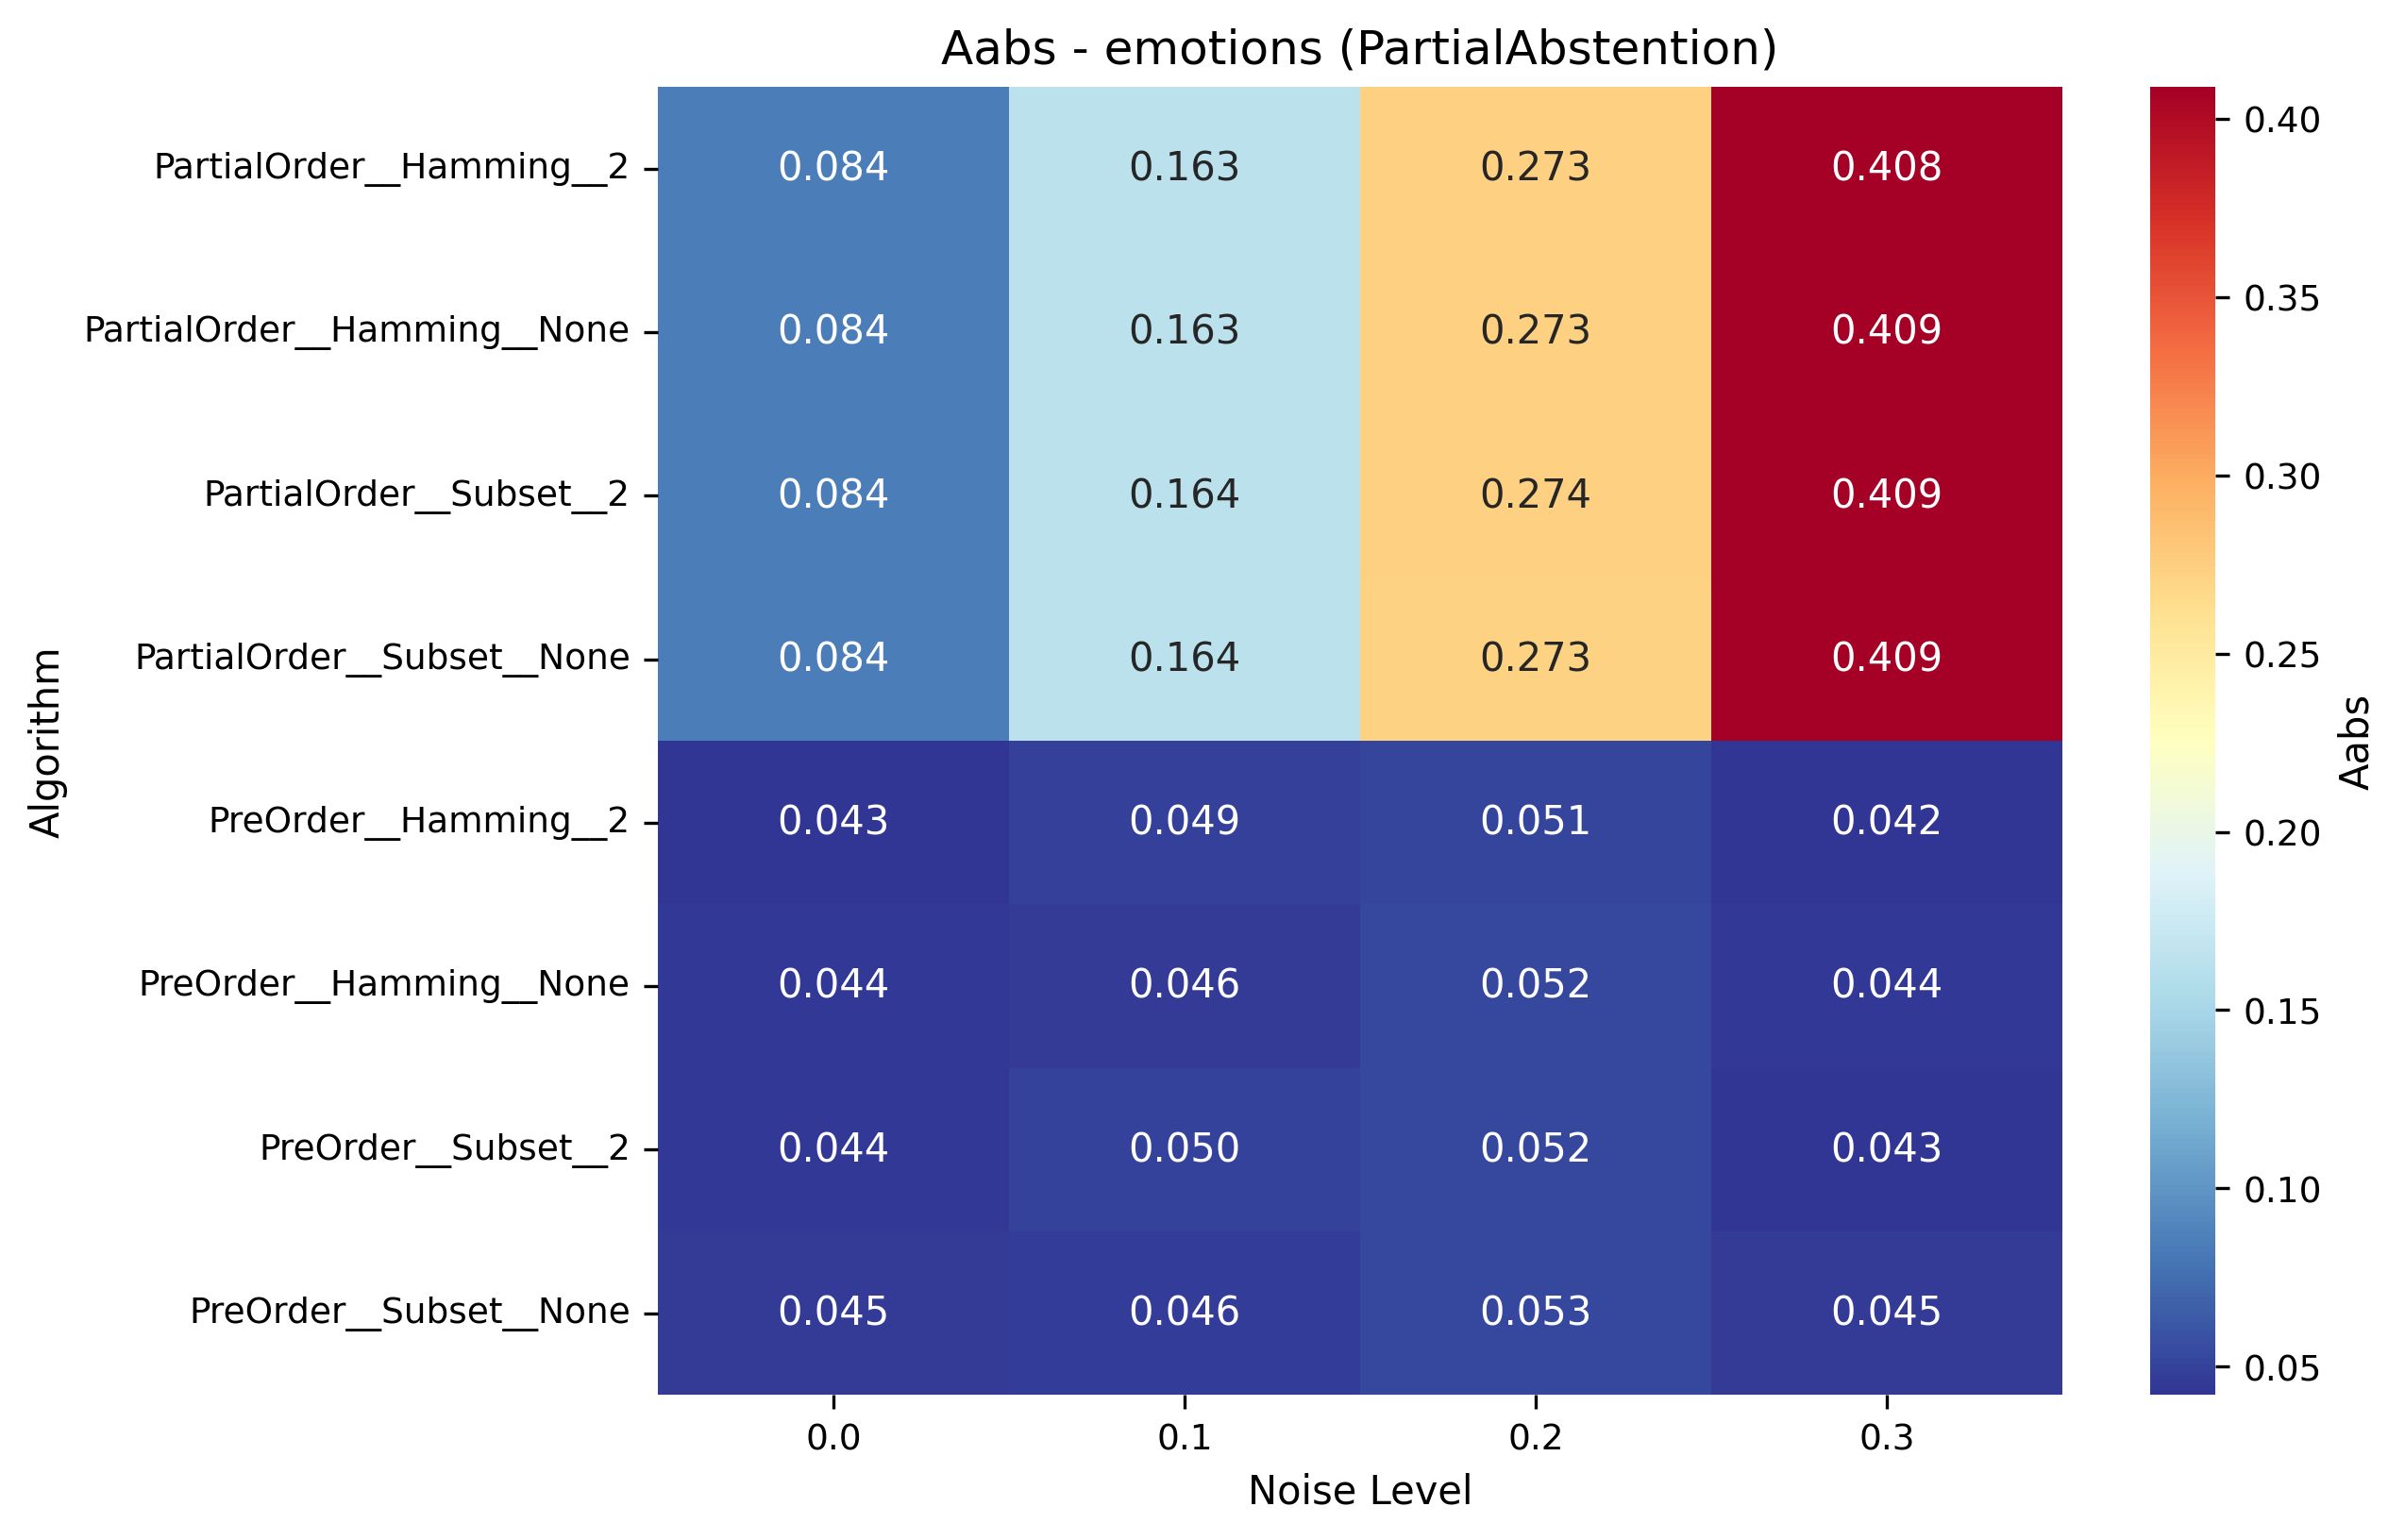 Aabs - emotions (PartialAbstention)
PartialOrder__Hamming__2 0.084 0.163 0.273 0.408
PartialOrder__Hamming__None 0.084 0.163 0.273 0.409
PartialOrder__Subset__2 0.084 0.164 0.274 0.409
PartialOrder__Subset__None 0.084 0.164 0.273 0.409
PreOrder__Hamming__2 0.043 0.049 0.051 0.042
PreOrder__Hamming__None 0.044 0.046 0.052 0.044
PreOrder__Subset__2 0.044 0.050 0.052 0.043
PreOrder__Subset__None 0.045 0.046 0.053 0.045
0.0 0.1 0.2 0.3
Noise Level
Algorithm
0.40
0.35
0.30
0.25
0.20
0.15
0.10
0.05
Aabs